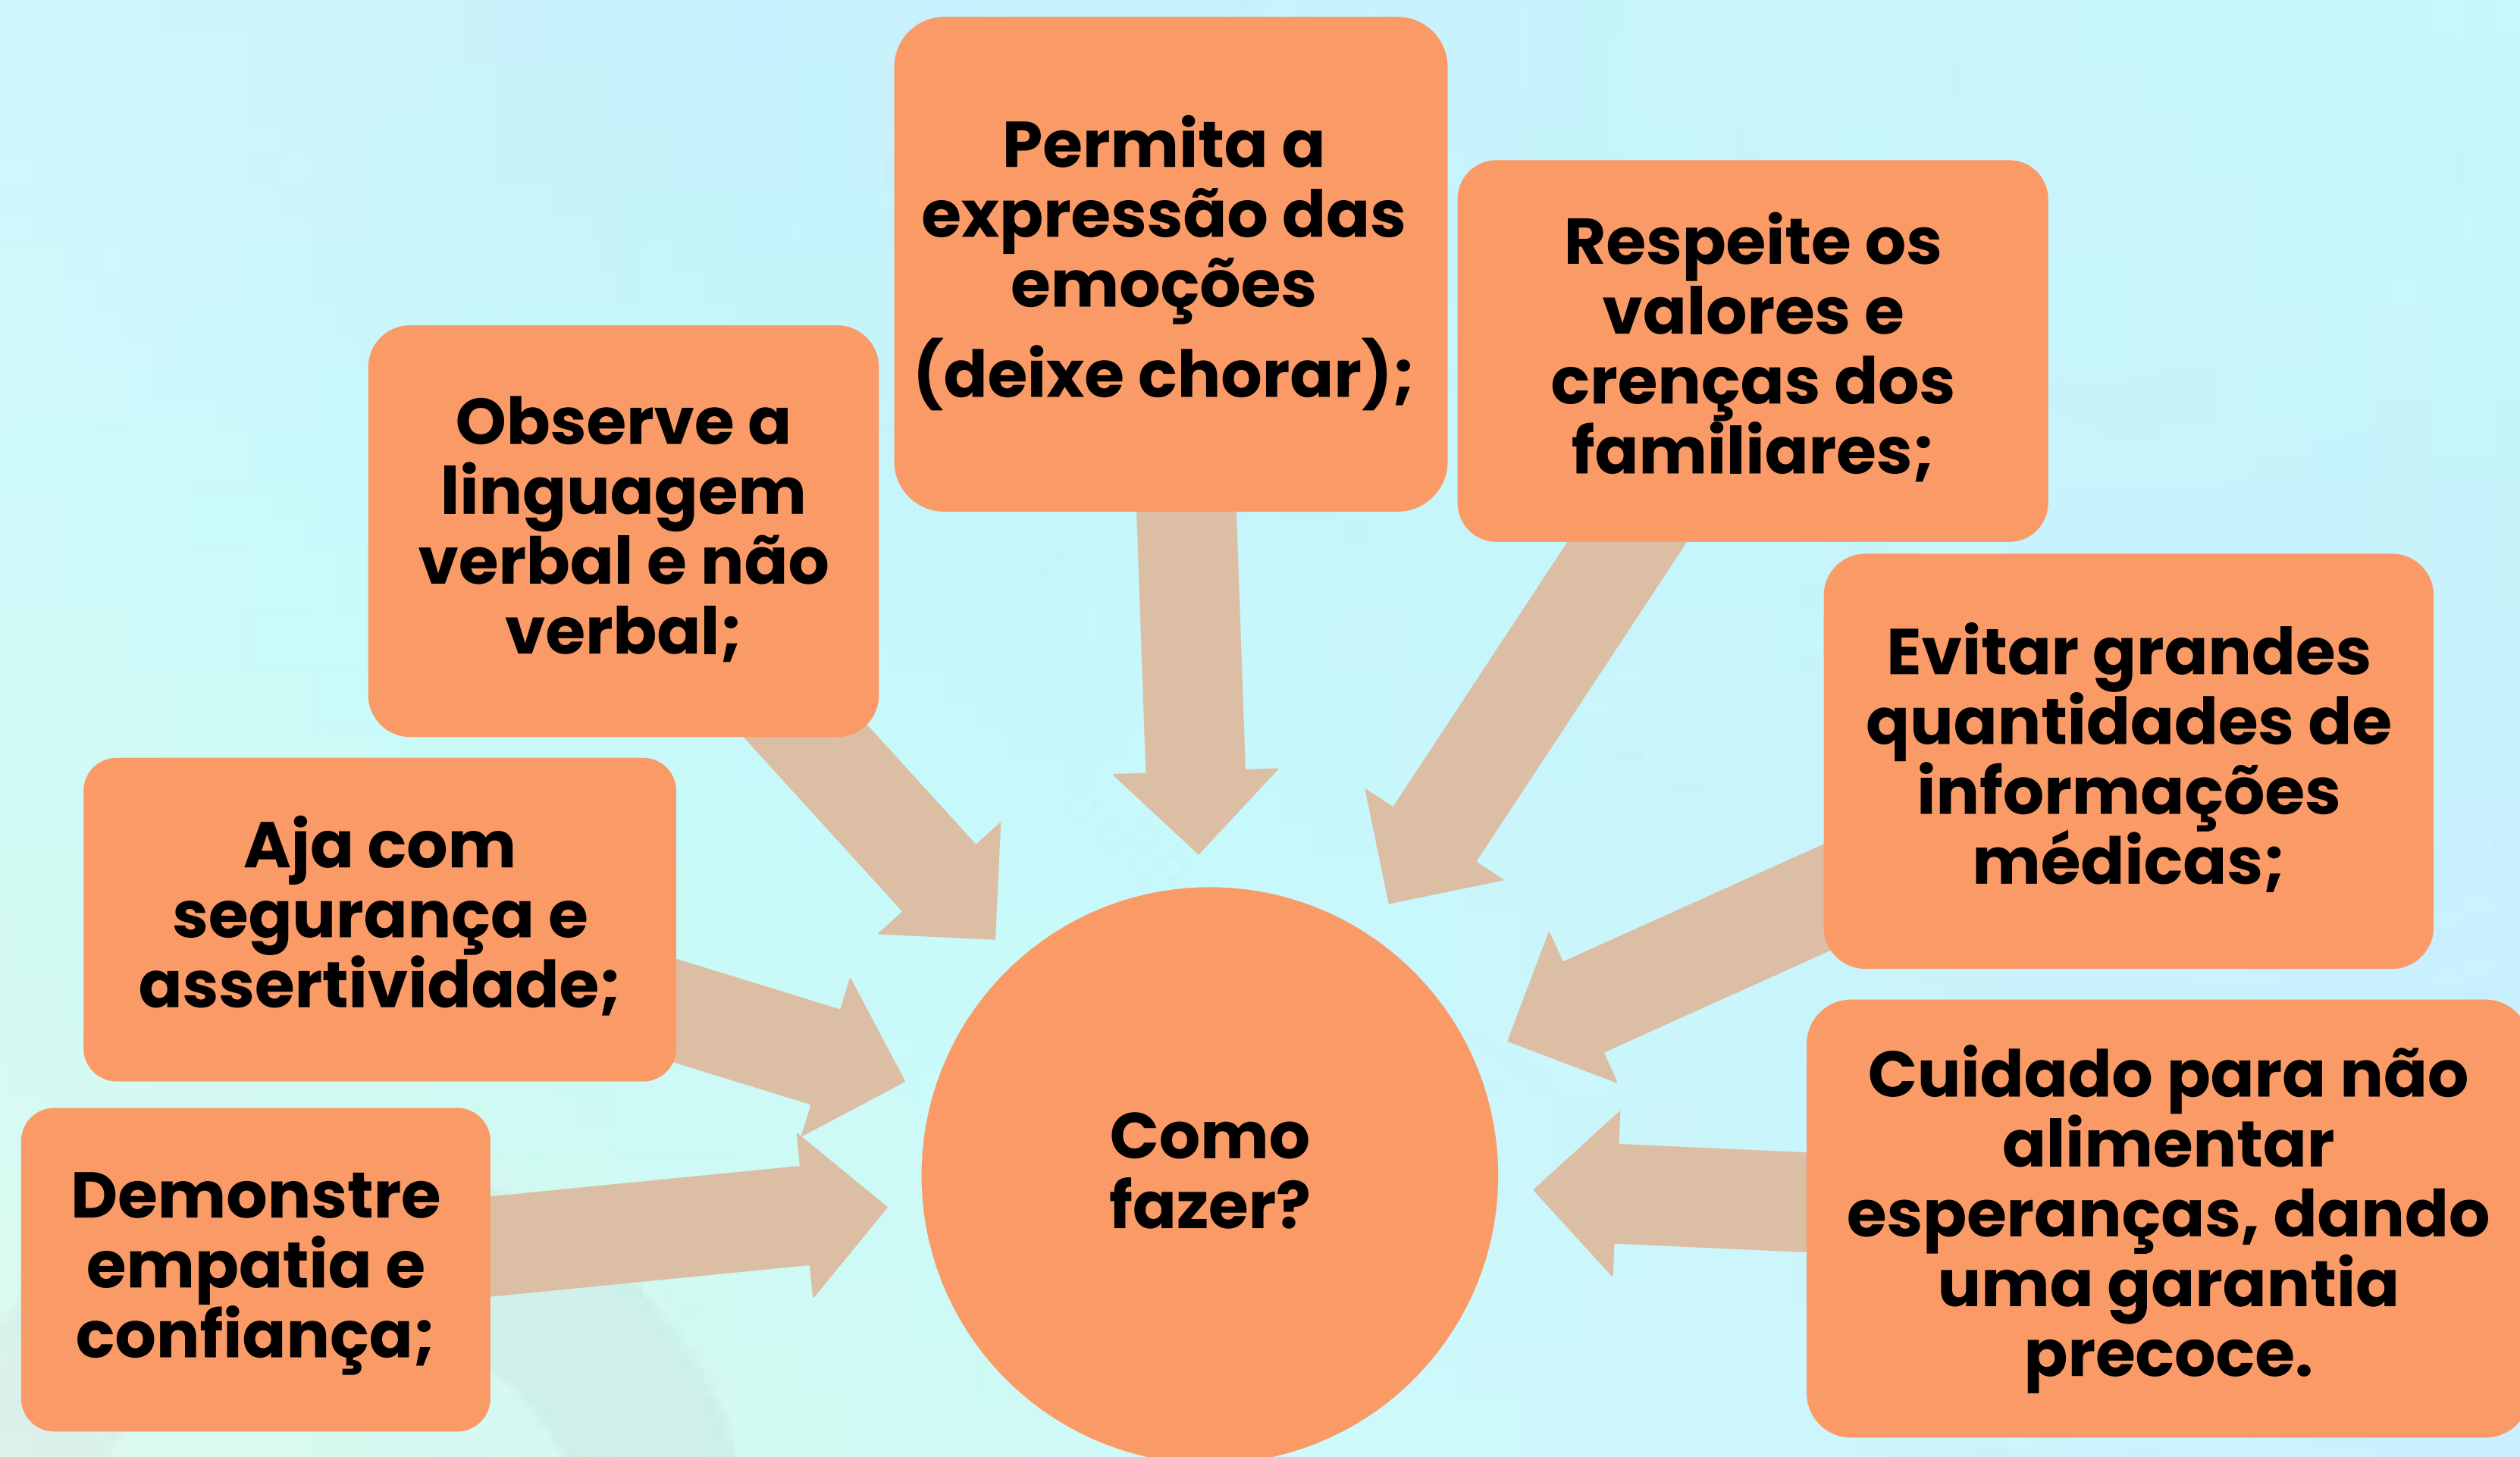 Permita a
expressão das
emoções
(deixe chorar);
Respeite os
valores e
crenças dos
familiares;
Observe a
linguagem
verbal e não
verbal;
Evitar grandes
quantidades de
informações
médicas;
Aja com
segurança e
assertividade;
Cuidado para não
alimentar
esperanças, dando
uma garantia
precoce.
Demonstre
empatia e
confiança;
Como
fazer?